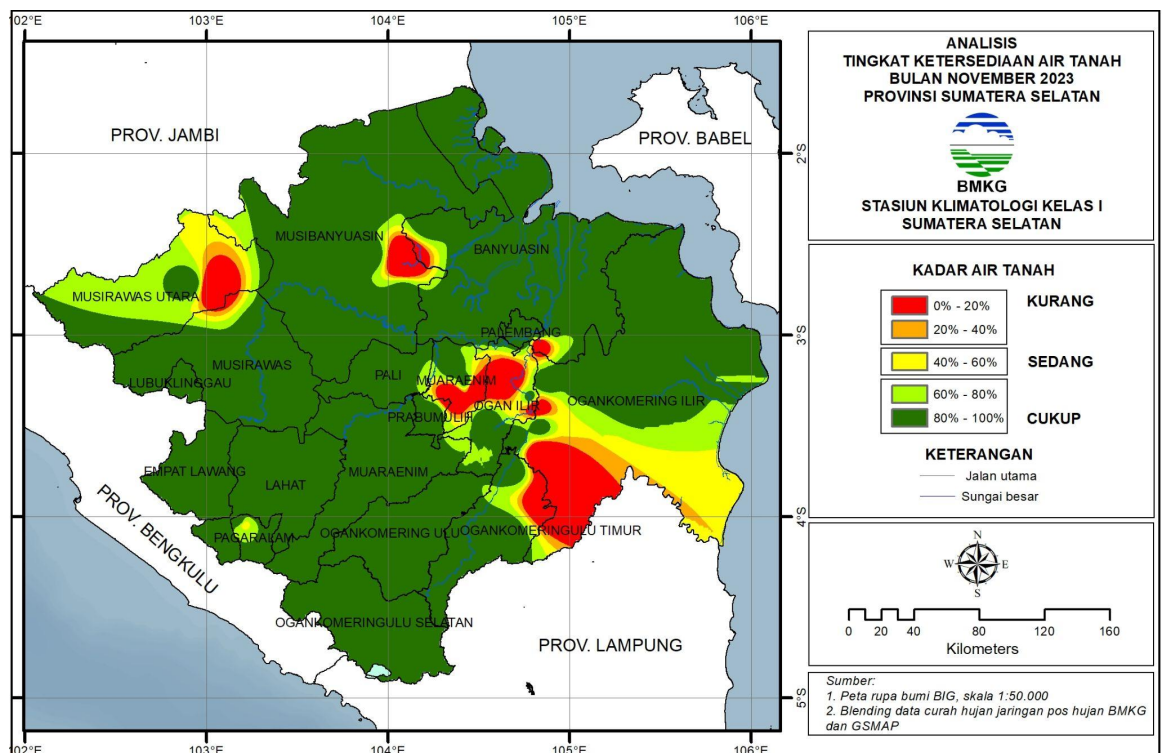 102°E 103°E 104°E 105°E 106°E
ANALISIS
TINGKAT KETERSEDIAAN AIR TANAH
BULAN NOVEMBER 2023
PROVINSI SUMATERA SELATAN
BMKG
STASIUN KLIMATOLOGI KELAS I
SUMATERA SELATAN
KADAR AIR TANAH
0% - 20% KURANG
20% - 40%
40% - 60% SEDANG
60% - 80%
80% - 100% CUKUP
KETERANGAN
Jalan utama
Sungai besar
N
W E
S
0 20 40 80 120 160
Kilometers
Sumber:
1. Peta rupa bumi BIG, skala 1:50.000
2. Blending data curah hujan jaringan pos hujan BMKG
dan GSMAP
PROV. JAMBI
PROV. BABEL
2°S
MUSIBANYUASIN
BANYUASIN
MUSIRAWAS UTARA
3°S
PALEMBANG
MUSIRAWAS
PALI
MUARAENIM
LUBUKLINGGAU
OGAN ILIR
OGANKOMERING ILIR
PRABUMULIH
EMPAT LAWANG
LAHAT
MUARAENIM
4°S
PAGARALAM
OGANKOMERING ULU
OGANKOMERINGULU TIMUR
PROV. BENGKULU
OGANKOMERINGULU SELATAN
PROV. LAMPUNG
5°S
102°E 103°E 104°E 105°E 106°E